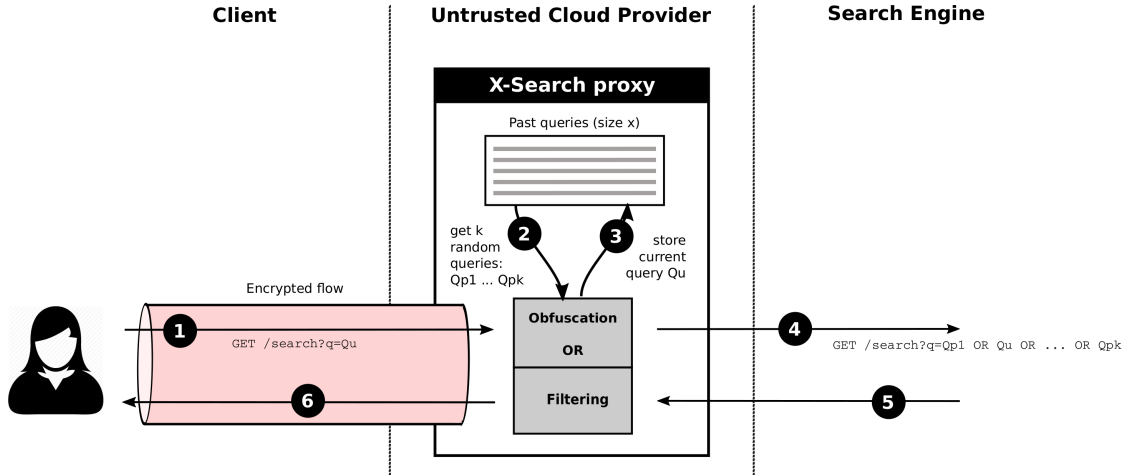 Client
Untrusted Cloud Provider
Search Engine
X-Search proxy
Past queries (size x)
get k
random
queries:
Qp1 ... Qpk
2
3
store
current
query Qu
Encrypted flow
Obfuscation
OR
Filtering
1
GET /search?q=Qu
4
GET /search?q=Qp1 OR Qu OR ... OR Qpk
6
5